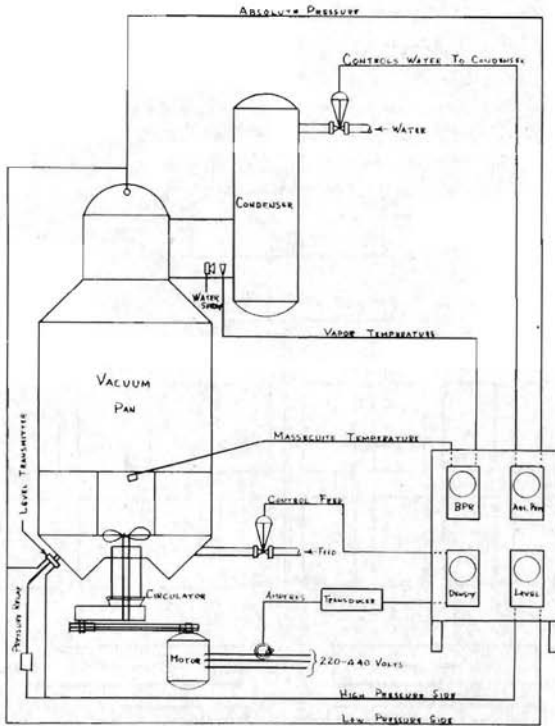 ABSOLUTE PRESSURE
CONTROLS WATER TO CONDENSER
WATER
CONDENSER
WATER
SPRAY
VAPOR TEMPERATURE
VACUUM
PAN
LEVEL TRANSMITTER
MASSECUITE TEMPERATURE
BPR
ABS. PRES
CONTROL FEED
FEED
DENSITY
LEVEL
PRESSURE RELAY
CIRCULATOR
AMPERES
TRANSDUCER
MOTOR
220-440 VOLTS
HIGH PRESSURE SIDE
LOW PRESSURE SIDE